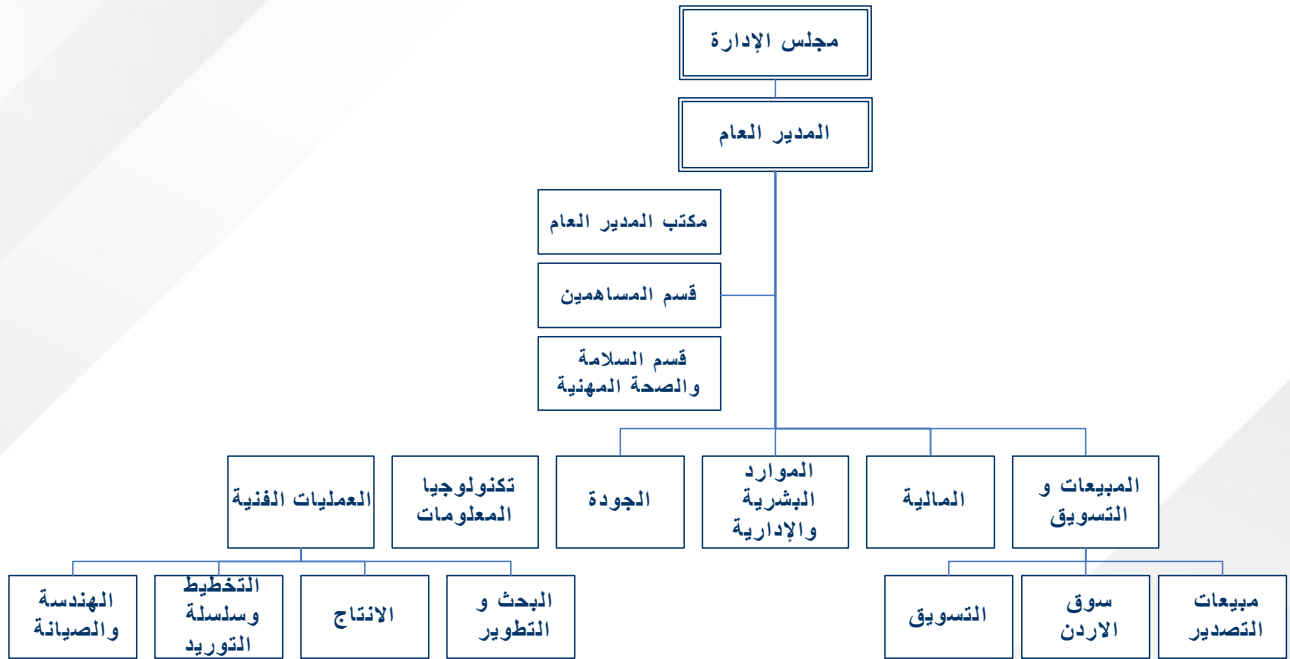 مجلس الإدارة
المدير العام
مكتب المدير العام
قسم المساهمين
قسم السلامة
والصحة المهنية
المبيعات و
التسويق
المالية
الموارد
البشرية
والإدارية
الجودة
تكنولوجيا
المعلومات
العمليات الفنية
مبيعات
التصدير
سوق
الاردن
التسويق
البحث و
التطوير
الانتاج
التخطيط
وسلسلة
التوريد
الهندسة
والصيانة